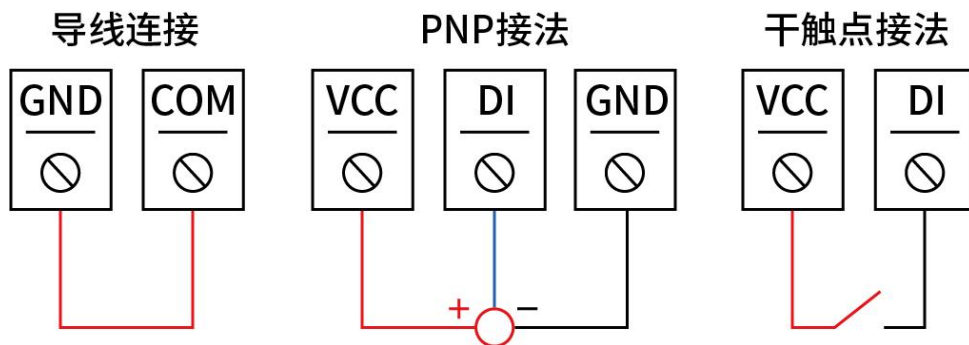 导线连接
PNP接法
干触点接法
GND
COM
VCC
DI
GND
VCC
DI
+
−